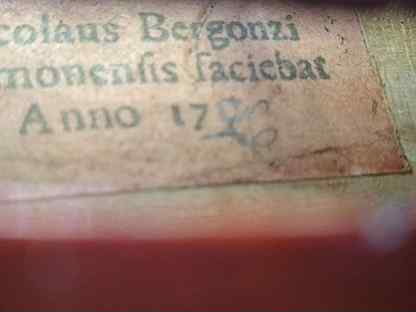 colaus Bergonzi
monenſis faciebat
Anno 17